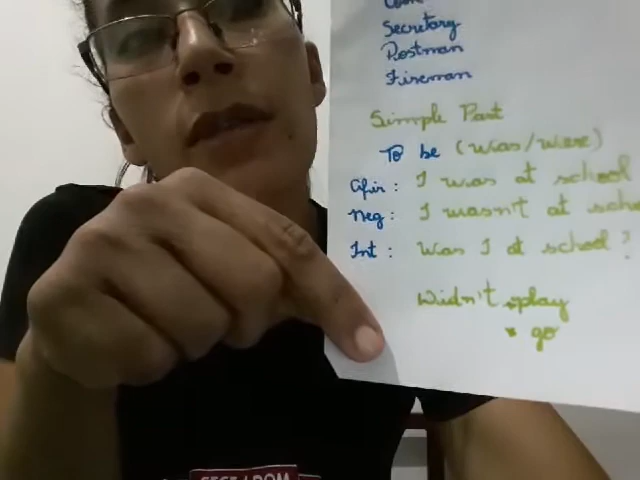 Secretary
Postman
Fireman
Simple Past
To be (was/were)
Afir: I was at school
Neg: I wasn't at scho
Int: Was I at school?
Didn't play
* go